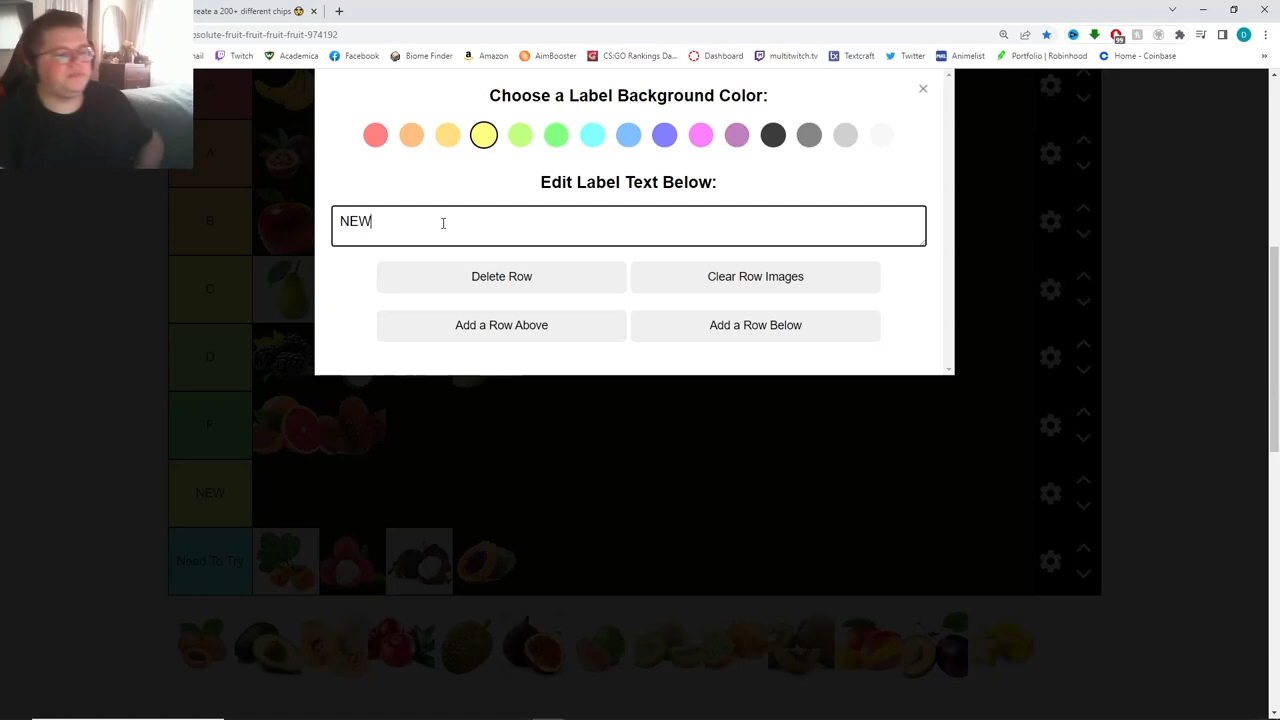 reate a 200+ different chips
bsolute-fruit-fruit-fruit-fruit-974192
ail Twitch Academica Facebook Biome Finder Amazon AimBooster CS:GO Rankings Da... Dashboard multitwitch.tv Textcraft Twitter Animelist Portfolio | Robinhood Home - Coinbase »
Choose a Label Background Color:
Edit Label Text Below:
NEW
Delete Row Clear Row Images
Add a Row Above Add a Row Below
A
B
C
D
F
NEW
Need To Try